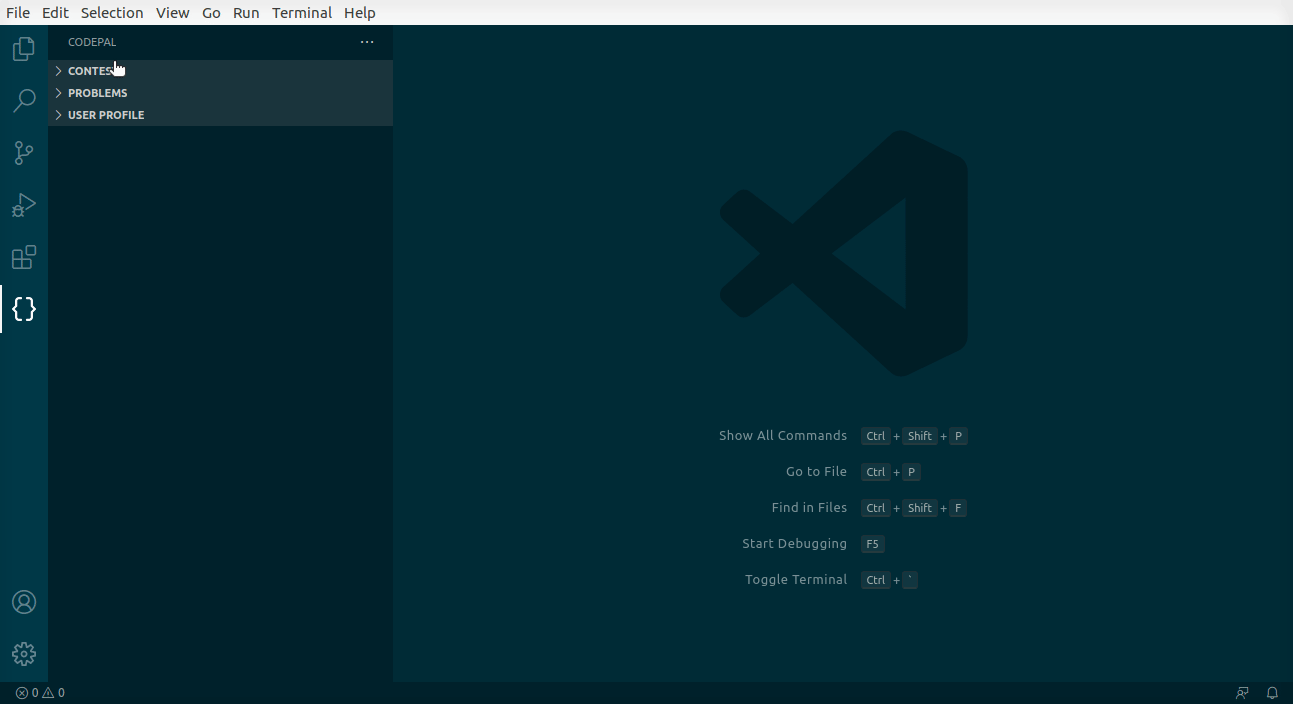 File Edit Selection View Go Run Terminal Help
CODEPAL
CONTES
PROBLEMS
USER PROFILE
Show All Commands Ctrl + Shift + P
Go to File Ctrl + P
Find in Files Ctrl + Shift + F
Start Debugging F5
Toggle Terminal Ctrl + `
0 0